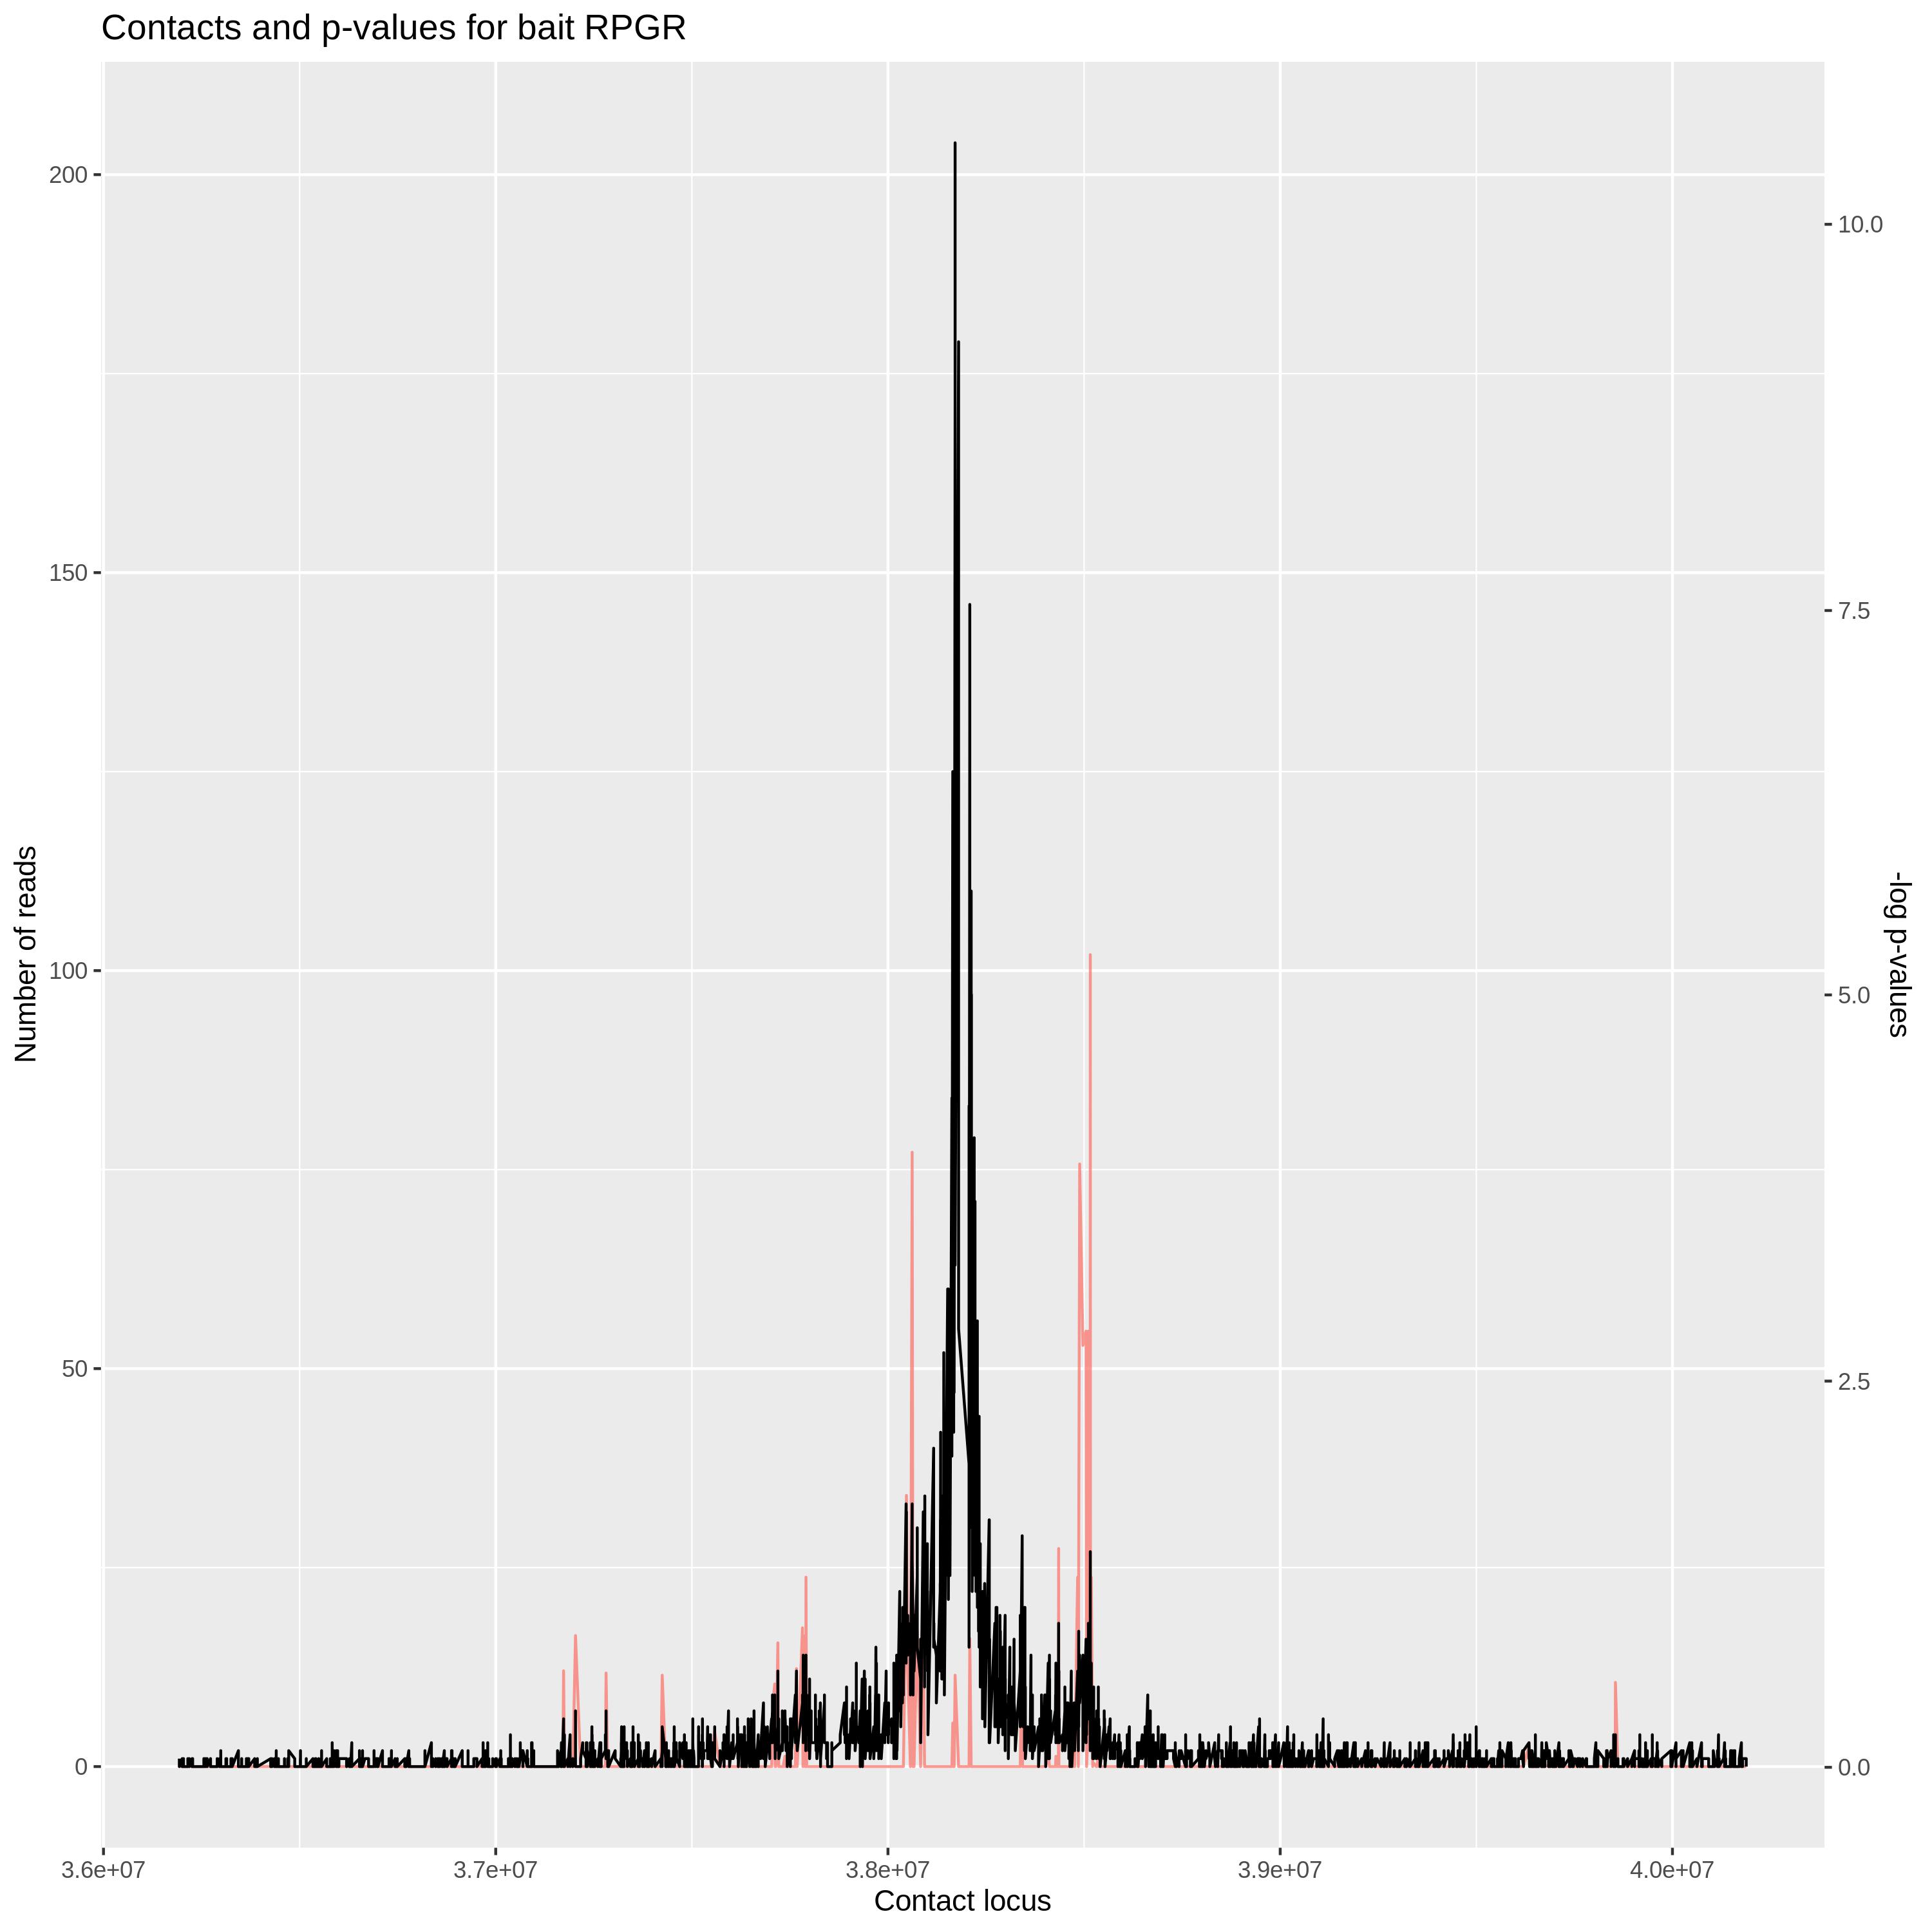 Contacts and p-values for bait RPGR
200
150
100
50
0
Number of reads
10.0
7.5
5.0
2.5
0.0
-log p-values
3.6e+07
3.7e+07
3.8e+07
3.9e+07
4.0e+07
Contact locus